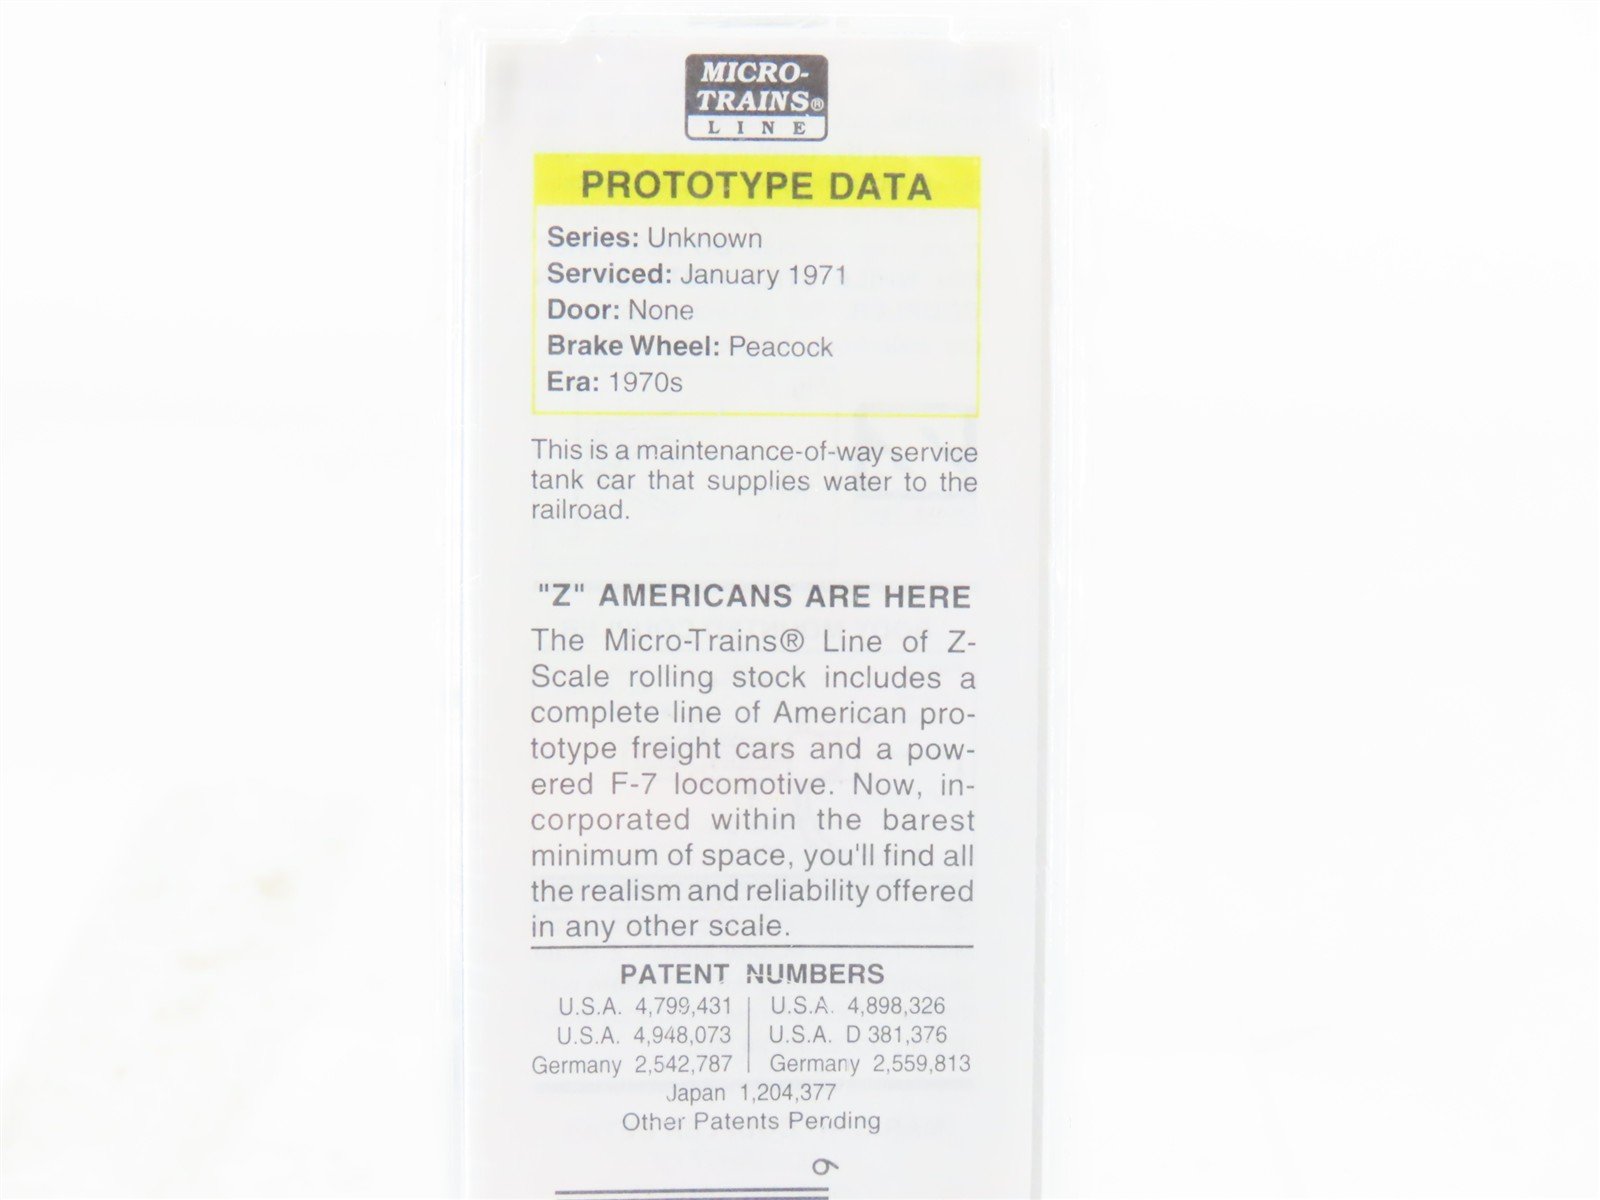 MICRO-
TRAINS®
LINE
PROTOTYPE DATA
Series: Unknown
Serviced: January 1971
Door: None
Brake Wheel: Peacock
Era: 1970s
This is a maintenance-of-way service
tank car that supplies water to the
railroad.
"Z" AMERICANS ARE HERE
The Micro-Trains® Line of Z-
Scale rolling stock includes a
complete line of American pro-
totype freight cars and a pow-
ered F-7 locomotive. Now, in-
corporated within the barest
minimum of space, you'll find all
the realism and reliability offered
in any other scale.
PATENT NUMBERS
U.S.A. 4,799,431 | U.S.A. 4,898,326
U.S.A. 4,948,073 | U.S.A. D 381,376
Germany 2,542,787 | Germany 2,559,813
Japan 1,204,377
Other Patents Pending